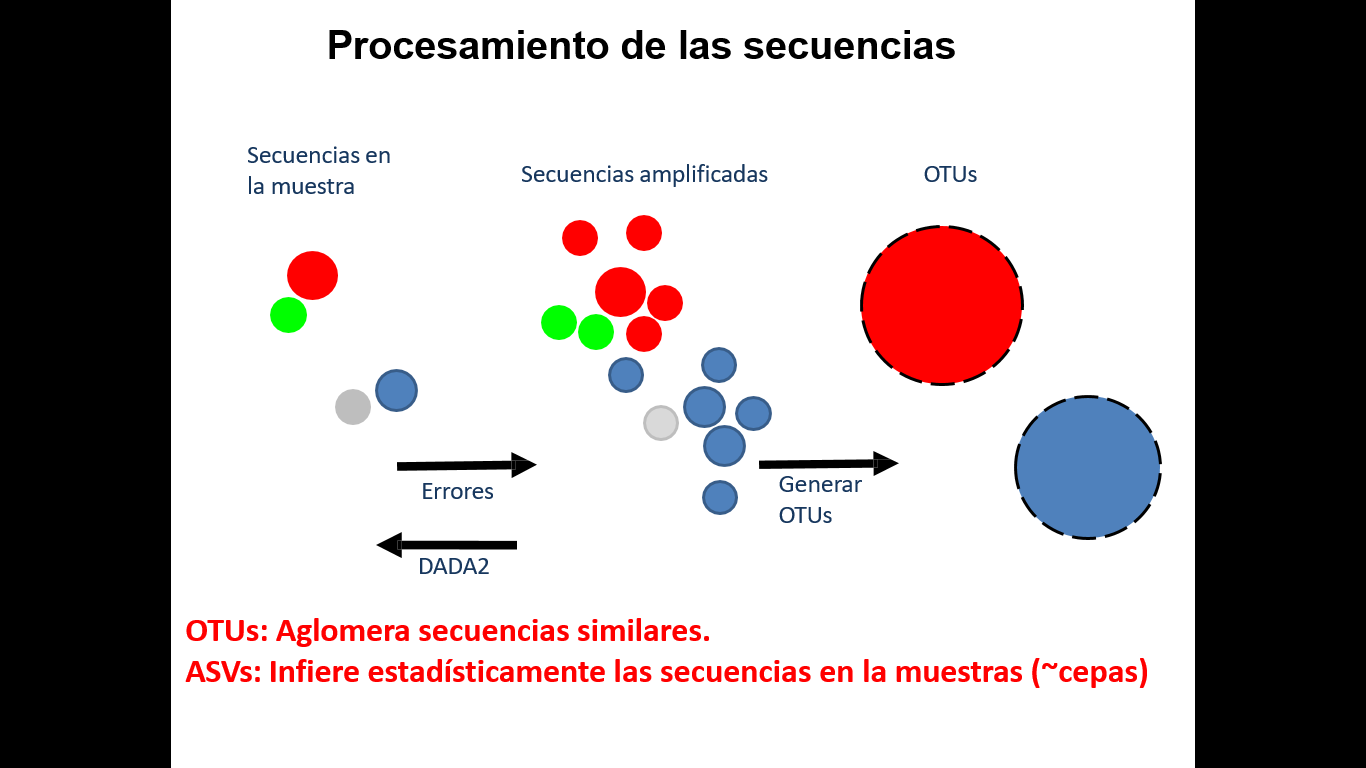 Procesamiento de las secuencias
Secuencias en
la muestra
Secuencias amplificadas
OTUs
Errores
Generar
OTUs
DADA2
OTUs: Aglomera secuencias similares.
ASVs: Infiere estadísticamente las secuencias en la muestras (~cepas)